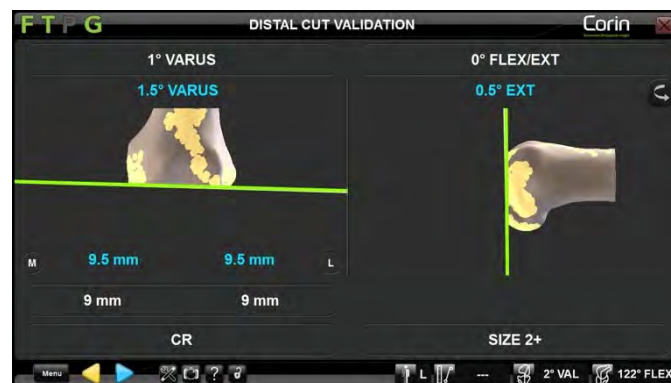 F T P G
DISTAL CUT VALIDATION
Corin
1° VARUS
0° FLEX/EXT
1.5° VARUS
0.5° EXT
M 9.5 mm 9.5 mm L
9 mm 9 mm
CR
SIZE 2+
Menu ? L --- 2° VAL 122° FLEX